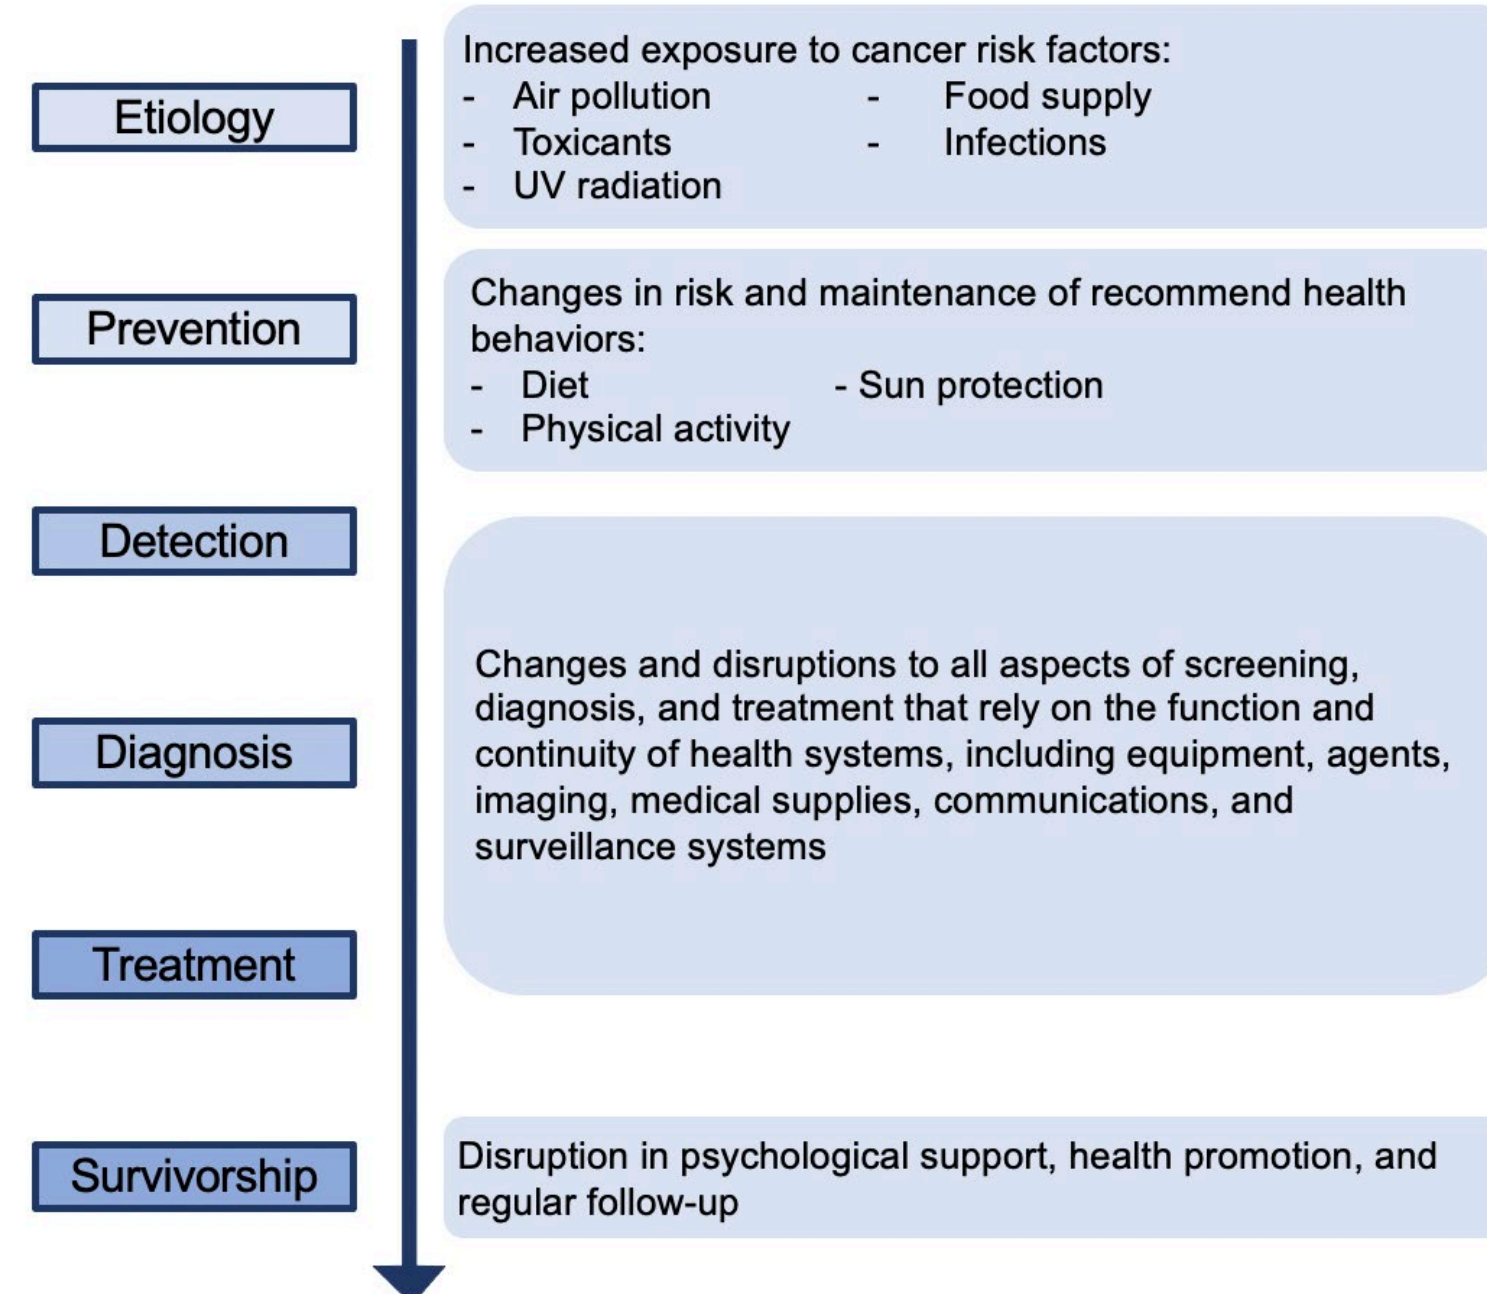 Etiology
Increased exposure to cancer risk factors:
- Air pollution - Food supply
- Toxicants - Infections
- UV radiation
Prevention
Changes in risk and maintenance of recommend health
behaviors:
- Diet - Sun protection
- Physical activity
Detection
Diagnosis
Treatment
Changes and disruptions to all aspects of screening,
diagnosis, and treatment that rely on the function and
continuity of health systems, including equipment, agents,
imaging, medical supplies, communications, and
surveillance systems
Survivorship
Disruption in psychological support, health promotion, and
regular follow-up